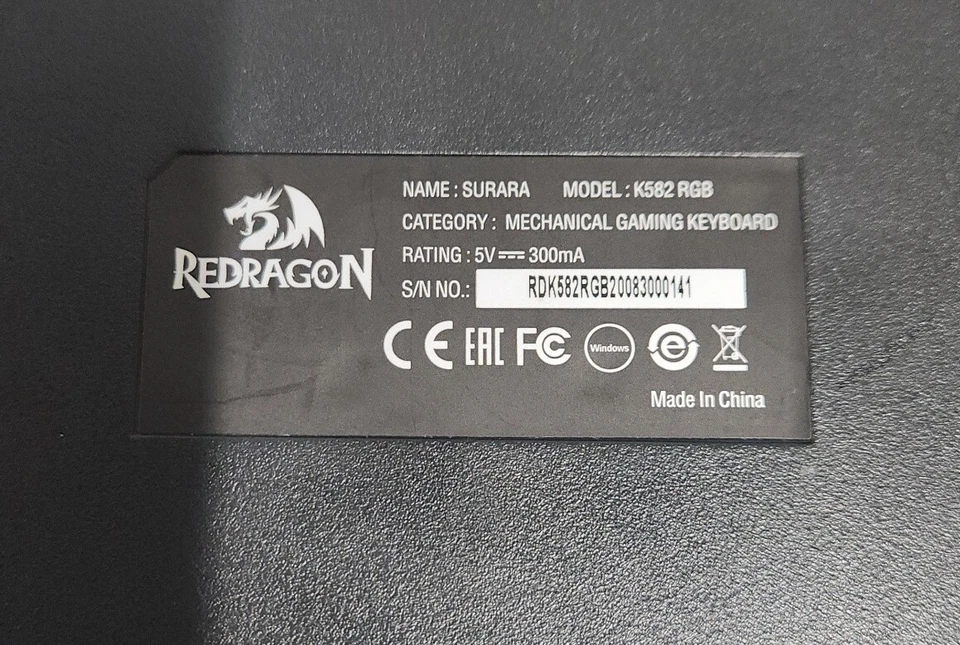 REDRAGON
NAME : SURARA MODEL : K582 RGB
CATEGORY : MECHANICAL GAMING KEYBOARD
RATING : 5V⎓300mA
S/N NO.: RDK582RGB20083000141
CE EAC FC Windows e
Made In China